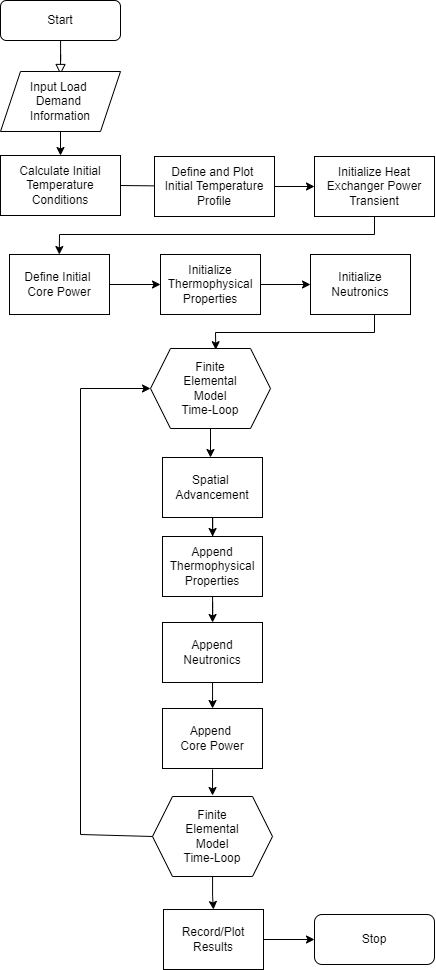 Start
Input Load
Demand
Information
Calculate Initial
Temperature
Conditions
Define and Plot
Initial Temperature
Profile
Initialize Heat
Exchanger Power
Transient
Define Initial
Core Power
Initialize
Thermophysical
Properties
Initialize
Neutronics
Finite
Elemental
Model
Time-Loop
Spatial
Advancement
Append
Thermophysical
Properties
Append
Neutronics
Append
Core Power
Finite
Elemental
Model
Time-Loop
Record/Plot
Results
Stop